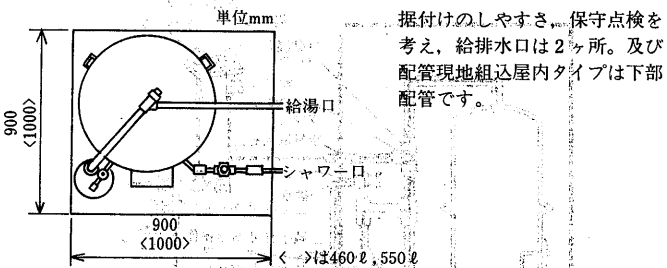 単位mm
据付けのしやすさ, 保守点検を
考え, 給排水口は2ヶ所。及び
配管現地組込屋内タイプは下部
配管です。
給湯口
シャワー口
900
<1000>
900
<1000>
< >は460ℓ, 550ℓ